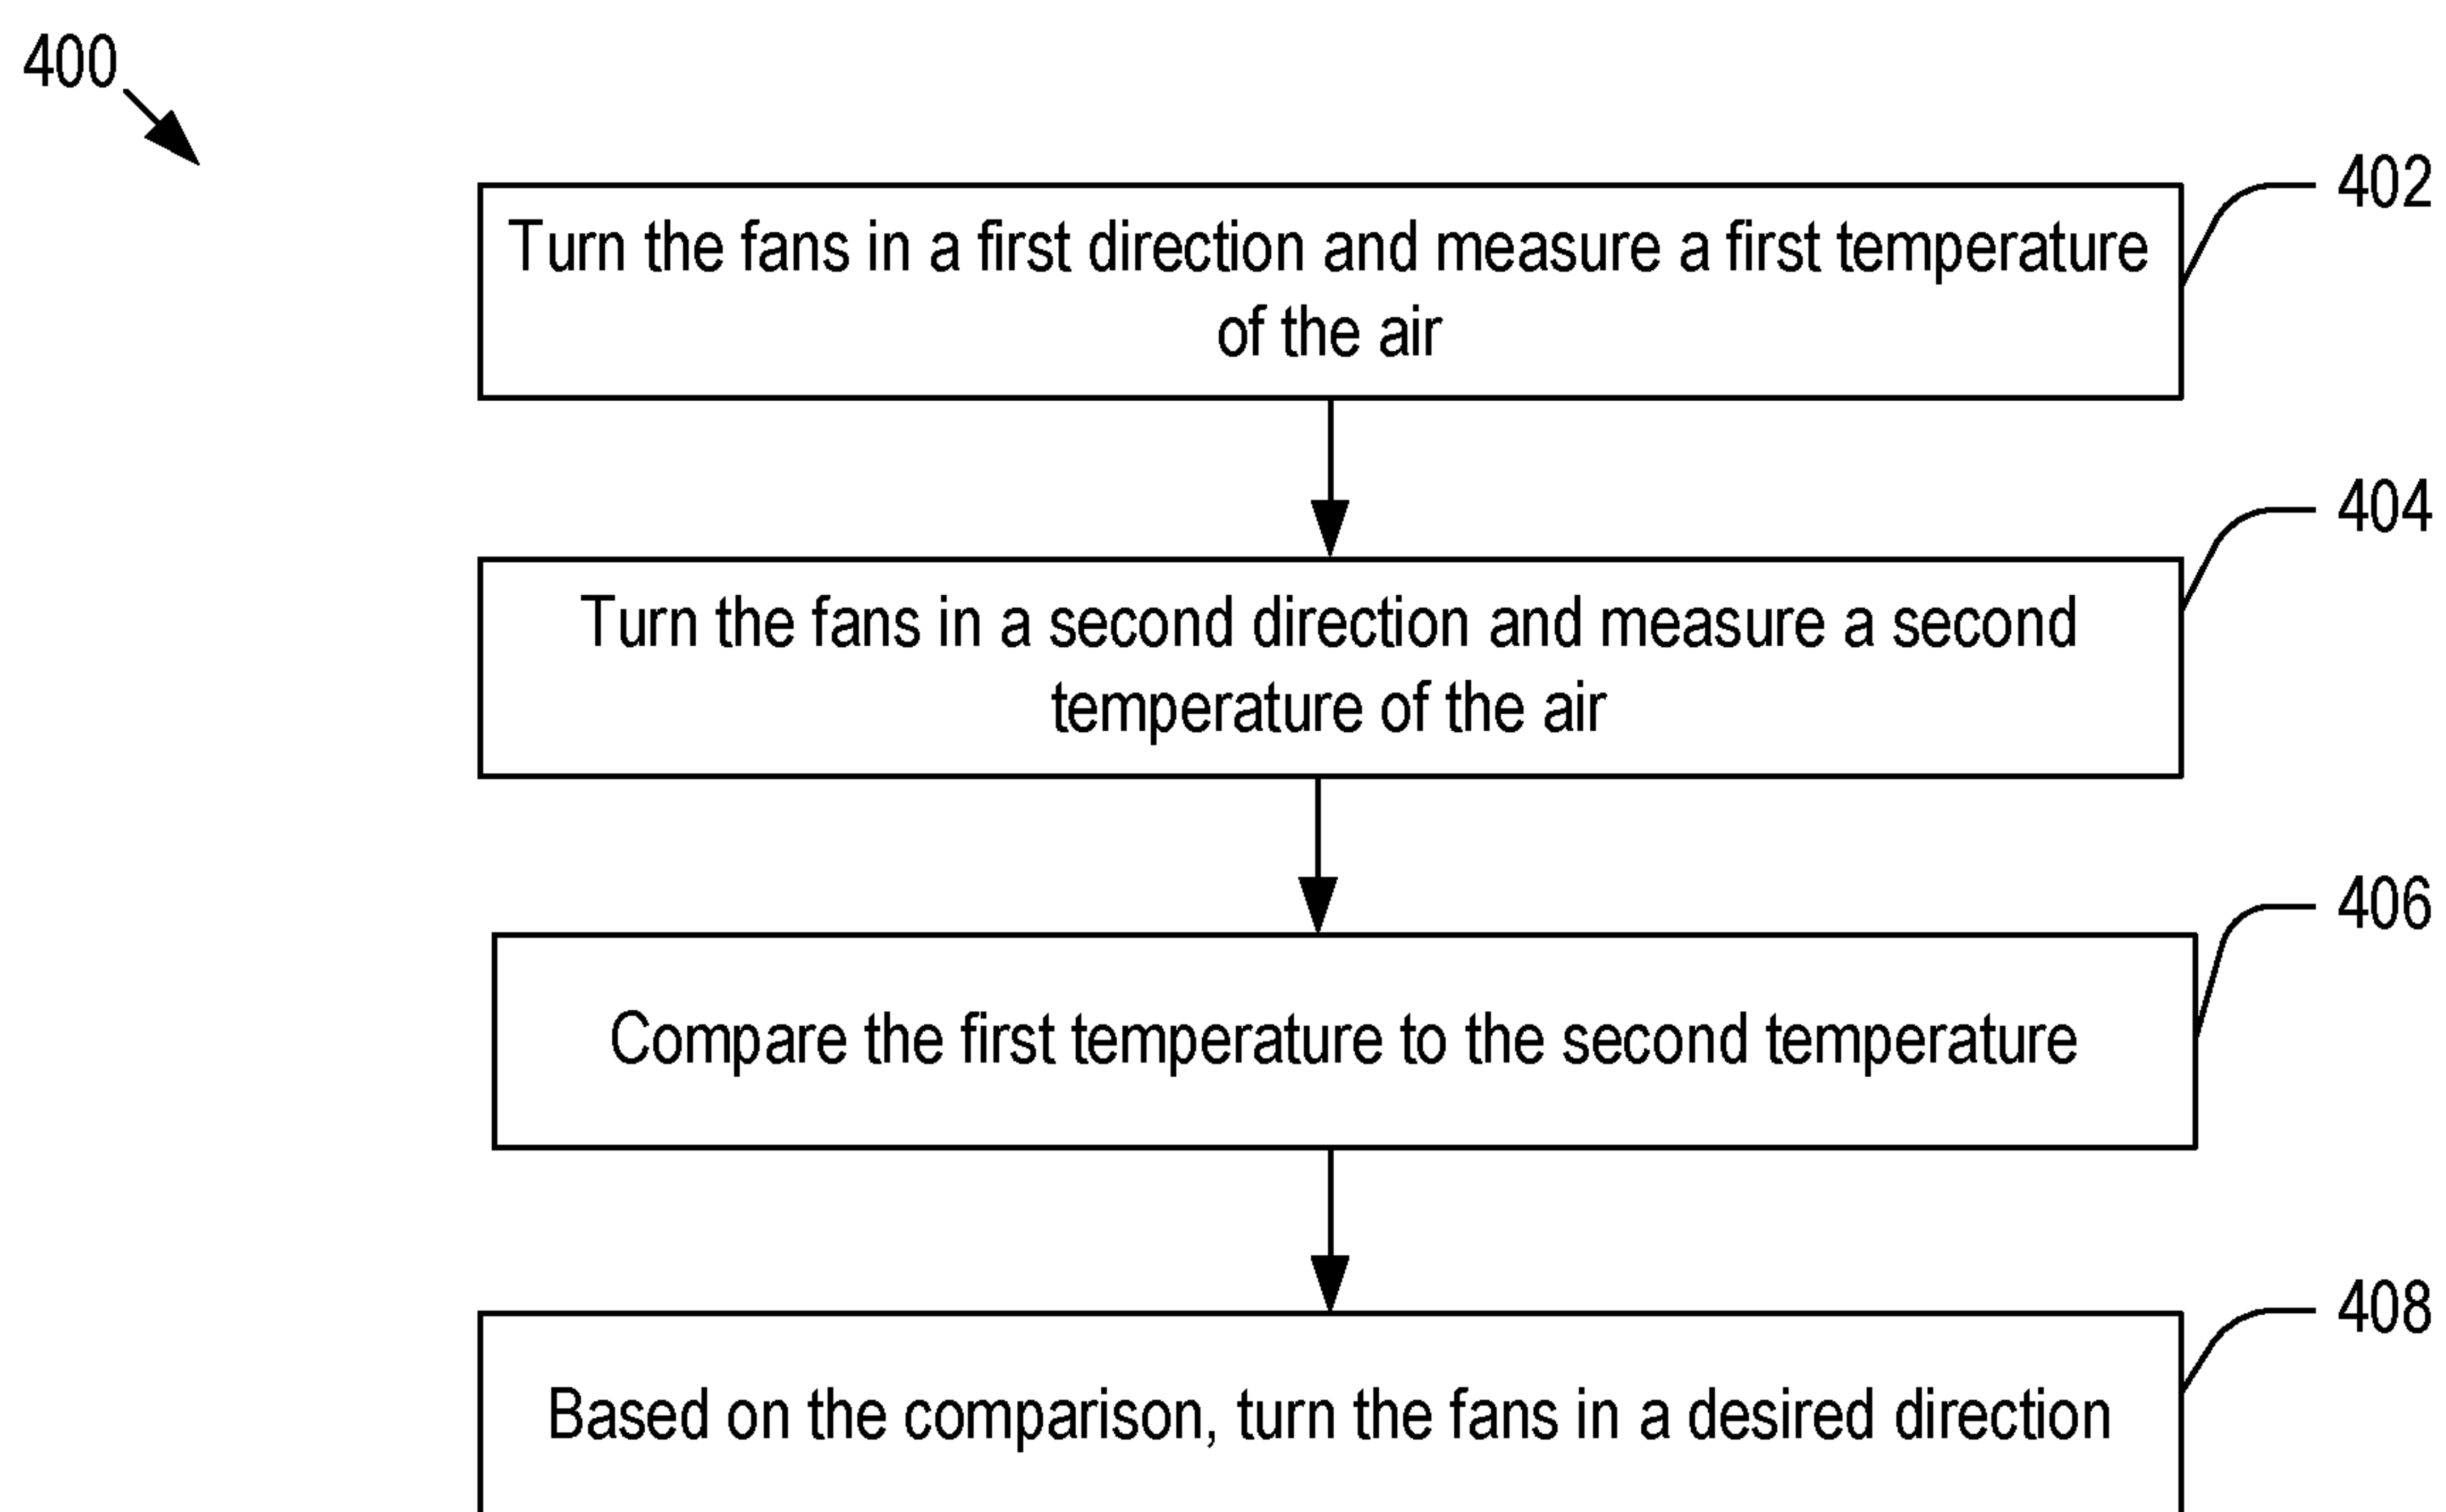 400
402
Turn the fans in a first direction and measure a first temperature
of the air
404
Turn the fans in a second direction and measure a second
temperature of the air
406
Compare the first temperature to the second temperature
408
Based on the comparison, turn the fans in a desired direction